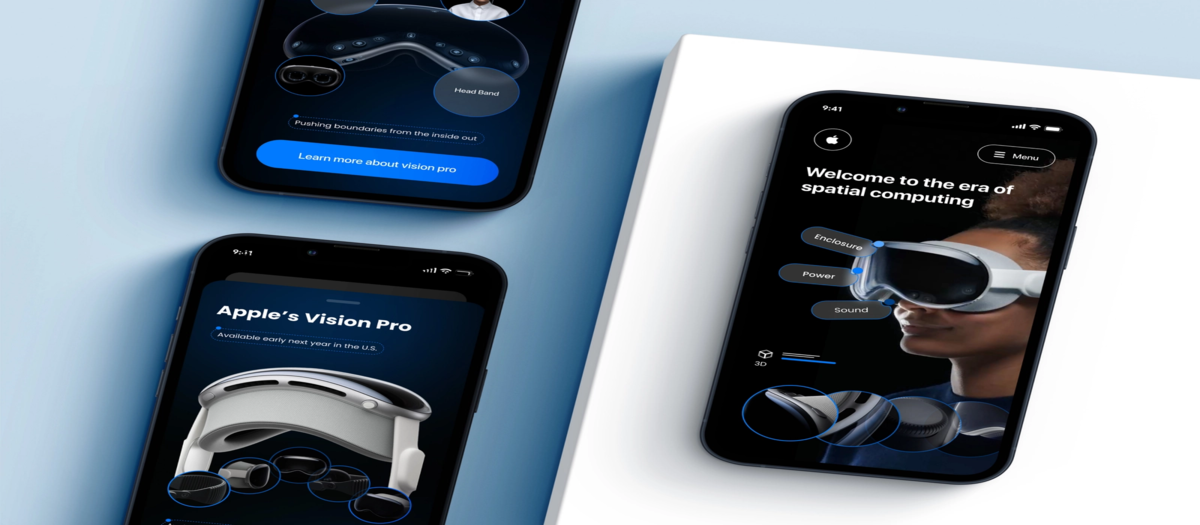 Head Band
Pushing boundaries from the inside out
Learn more about vision pro
9:41
Apple's Vision Pro
Available early next year in the U.S.
9:41
Menu
Welcome to the era of
spatial computing
Enclosure
Power
Sound
3D